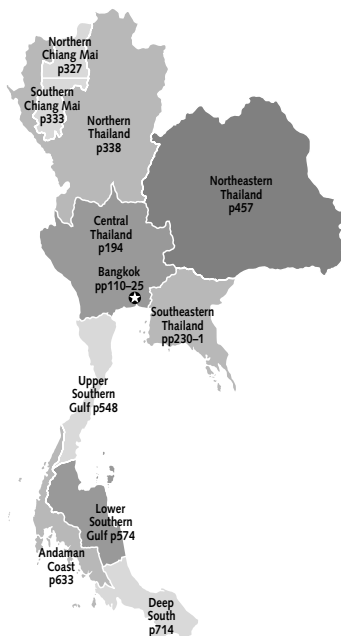 Northern
Chiang Mai
p327
Southern
Chiang Mai
p333
Northern
Thailand
p338
Northeastern
Thailand
p457
Central
Thailand
p194
Bangkok
pp110–25
Southeastern
Thailand
pp230–1
Upper
Southern
Gulf p548
Lower
Southern
Gulf p574
Andaman
Coast
p633
Deep
South
p714